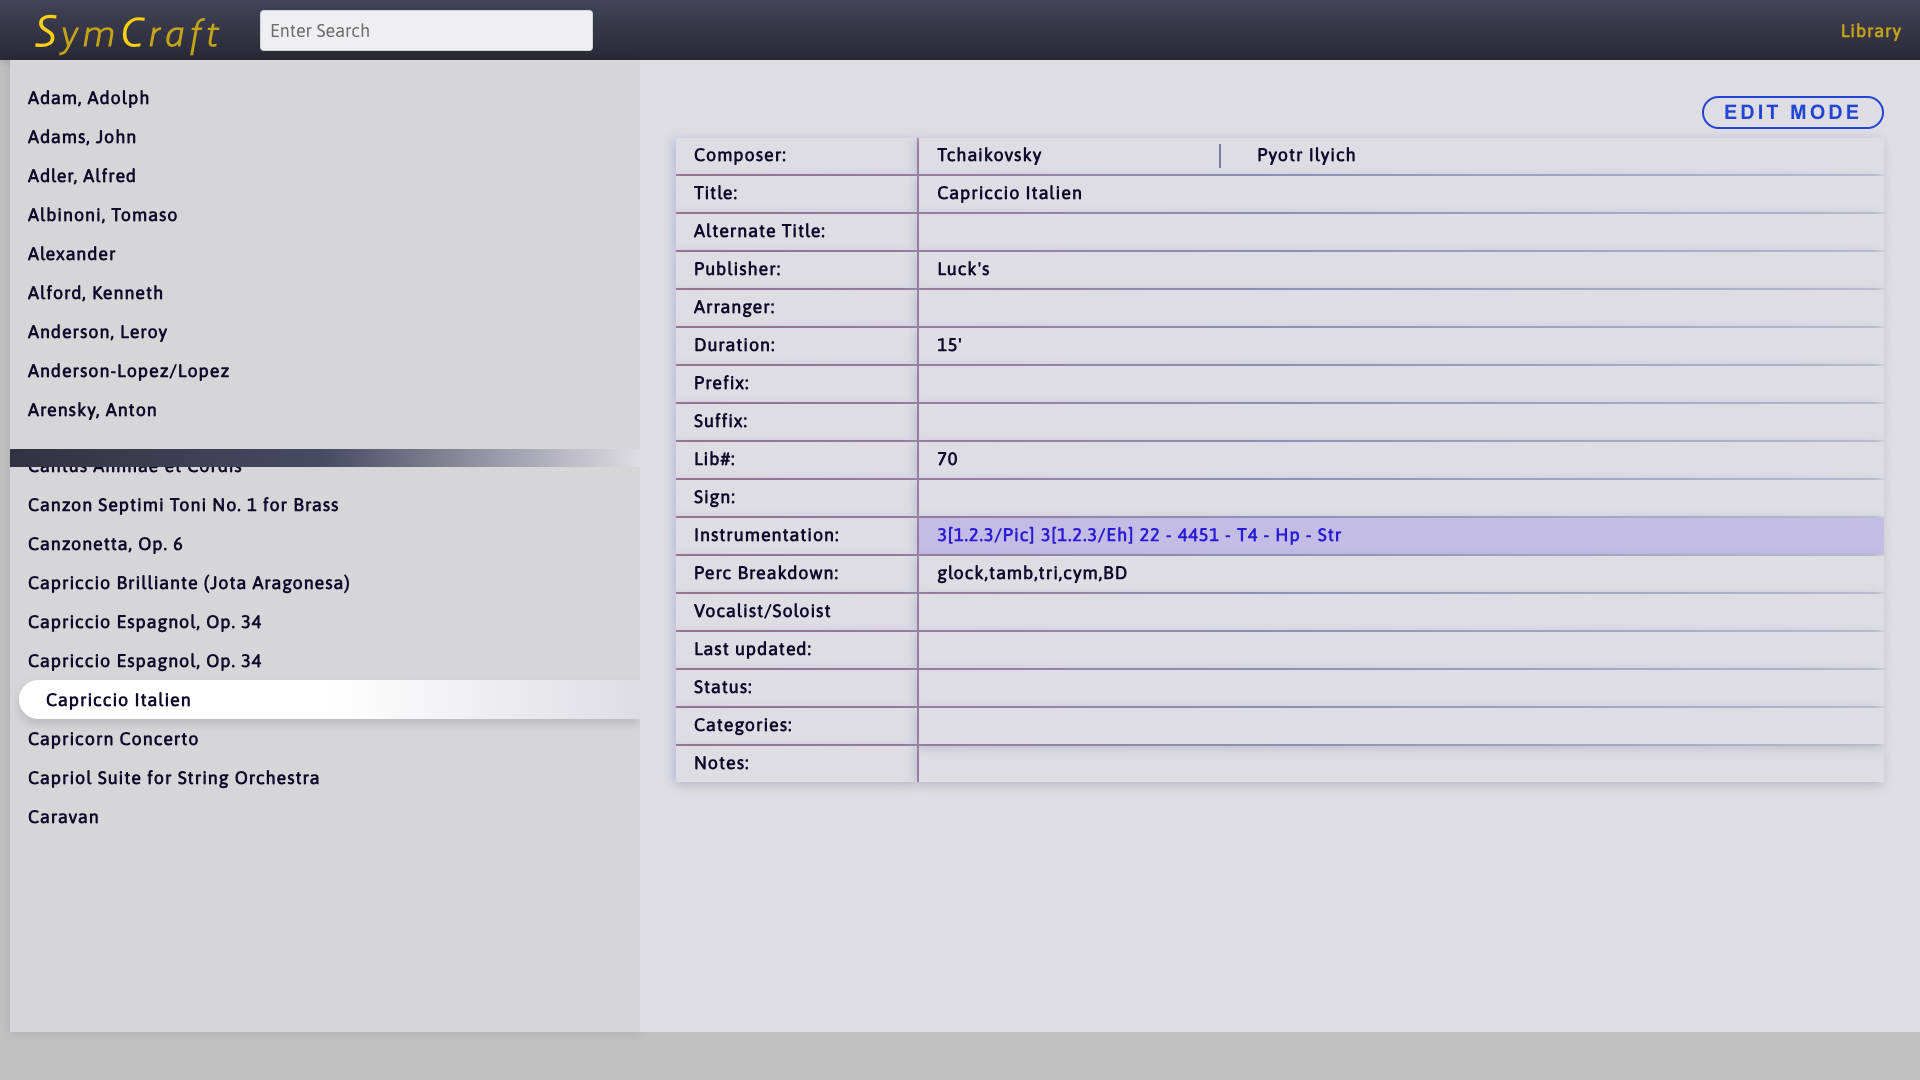 SymCraft
Enter Search
Library
Adam, Adolph
Adams, John
Adler, Alfred
Albinoni, Tomaso
Alexander
Alford, Kenneth
Anderson, Leroy
Anderson-Lopez/Lopez
Arensky, Anton
Cantus Animae et Cordis
Canzon Septimi Toni No. 1 for Brass
Canzonetta, Op. 6
Capriccio Brilliante (Jota Aragonesa)
Capriccio Espagnol, Op. 34
Capriccio Espagnol, Op. 34
Capriccio Italien
Capricorn Concerto
Capriol Suite for String Orchestra
Caravan
EDIT MODE
Composer: Tchaikovsky Pyotr Ilyich
Title: Capriccio Italien
Alternate Title:
Publisher: Luck's
Arranger:
Duration: 15'
Prefix:
Suffix:
Lib#: 70
Sign:
Instrumentation: 3[1.2.3/Pic] 3[1.2.3/Eh] 22 - 4451 - T4 - Hp - Str
Perc Breakdown: glock,tamb,tri,cym,BD
Vocalist/Soloist
Last updated:
Status:
Categories:
Notes: